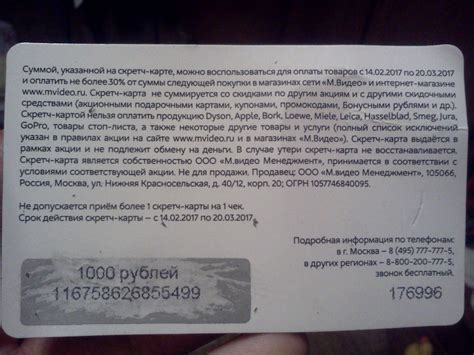 Суммой, указанной на скретч-карте, можно воспользоваться для оплаты товаров с 14.02.2017 по 20.03.2017
и оплатить не более 30% от суммы следующей покупки в магазинах сети «М.Видео» и интернет-магазине
www.mvideo.ru. Скретч-карта не суммируется со скидками по другим акциям и с другими скидочными
средствами (акционными подарочными картами, купонами, промокодами, Бонусными рублями и др.).
Скретч-картой нельзя оплатить продукцию Dyson, Apple, Bork, Loewe, Miele, Leica, Hasselblad, Smeg, Jura,
GoPro, товары стоп-листа, а также некоторые другие товары и услуги (полный список исключений
указан в правилах акции на сайте www.mvideo.ru и в магазинах «М.Видео»). Скретч-карта выдаётся в
рамках акции и не подлежит обмену на деньги. В случае утери скретч-карта не восстанавливается.
Скретч-карта является собственностью ООО «М.видео Менеджмент», принимается в соответствии с
условиями соответствующей акции. Не для продажи. Продавец: ООО «М.видео Менеджмент», 105066,
Россия, Москва, ул. Нижняя Красносельская, д. 40/12, корп. 20; ОГРН 1057746840095.
Не допускается приём более 1 скретч-карты на 1 чек.
Срок действия скретч-карты – с 14.02.2017 по 20.03.2017.
Подробная информация по телефонам:
в г. Москва – 8 (495) 777-777-5,
в других регионах – 8-800-200-777-5,
звонок бесплатный.
1000 рублей
116758626855499
176996